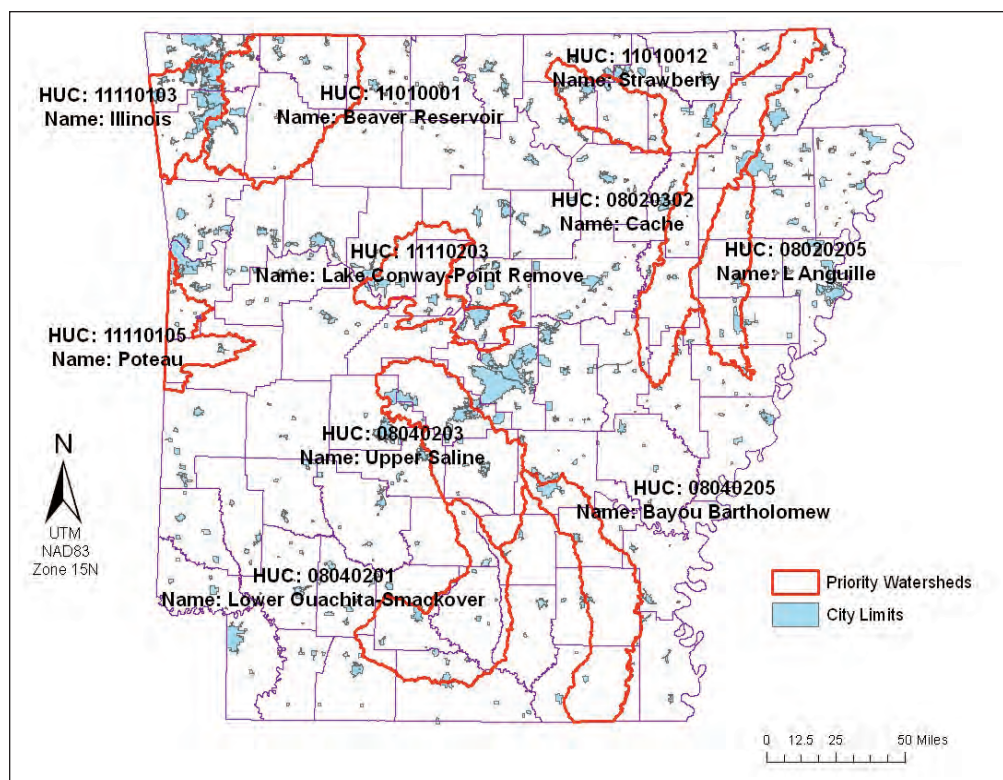 HUC: 11010012
Name: Strawberry
HUC: 11110103
Name: Illinois
HUC: 11010001
Name: Beaver Reservoir
HUC: 08020302
Name: Cache
HUC: 11110203
Name: Lake Conway-Point Remove
HUC: 08020205
Name: L Anguille
HUC: 11110105
Name: Poteau
HUC: 08040203
Name: Upper Saline
N
UTM
NAD83
Zone 15N
HUC: 08040205
Name: Bayou Bartholomew
HUC: 08040201
Name: Lower Ouachita-Smackover
Priority Watersheds
City Limits
0 12.5 25 50 Miles